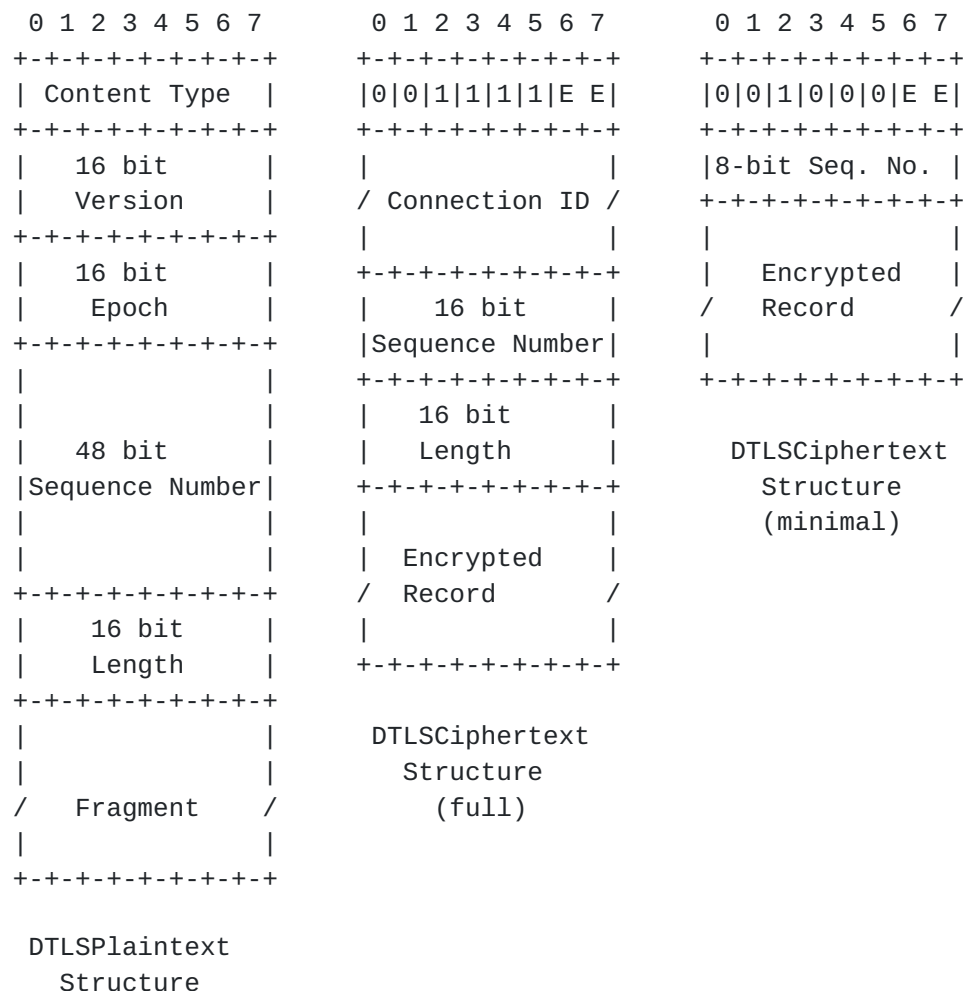 0 1 2 3 4 5 6 7       0 1 2 3 4 5 6 7       0 1 2 3 4 5 6 7
+-+-+-+-+-+-+-+-+     +-+-+-+-+-+-+-+-+     +-+-+-+-+-+-+-+-+
| Content Type  |     |0|0|1|1|1|1|E E|     |0|0|1|0|0|0|E E|
+-+-+-+-+-+-+-+-+     +-+-+-+-+-+-+-+-+     +-+-+-+-+-+-+-+-+
|   16 bit      |     |               |     |8-bit Seq. No. |
|   Version     |     / Connection ID /     +-+-+-+-+-+-+-+-+
+-+-+-+-+-+-+-+-+     |               |     |               |
|   16 bit      |     +-+-+-+-+-+-+-+-+     |   Encrypted   |
|    Epoch      |     |    16 bit     |     /   Record      /
+-+-+-+-+-+-+-+-+     |Sequence Number|     |               |
|               |     +-+-+-+-+-+-+-+-+     +-+-+-+-+-+-+-+-+
|               |     |   16 bit      |
|   48 bit      |     |   Length      |       DTLSCiphertext
|Sequence Number|     +-+-+-+-+-+-+-+-+         Structure
|               |     |               |         (minimal)
|               |     |  Encrypted    |
+-+-+-+-+-+-+-+-+     /  Record       /
|    16 bit     |     |               |
|    Length     |     +-+-+-+-+-+-+-+-+
+-+-+-+-+-+-+-+-+
|               |      DTLSCiphertext
|               |        Structure
/   Fragment    /          (full)
|               |
+-+-+-+-+-+-+-+-+

 DTLSPlaintext
   Structure